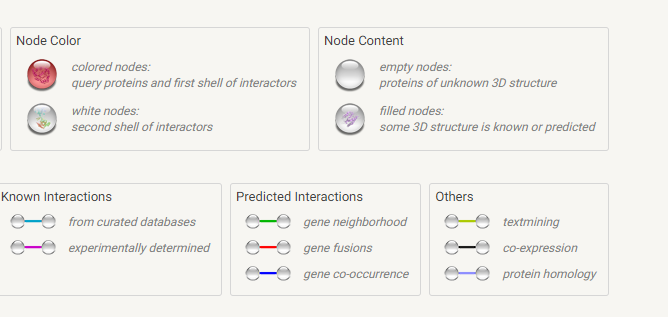 Node Color
colored nodes:
query proteins and first shell of interactors
white nodes:
second shell of interactors
Node Content
empty nodes:
proteins of unknown 3D structure
filled nodes:
some 3D structure is known or predicted
Known Interactions
from curated databases
experimentally determined
Predicted Interactions
gene neighborhood
gene fusions
gene co-occurrence
Others
textmining
co-expression
protein homology